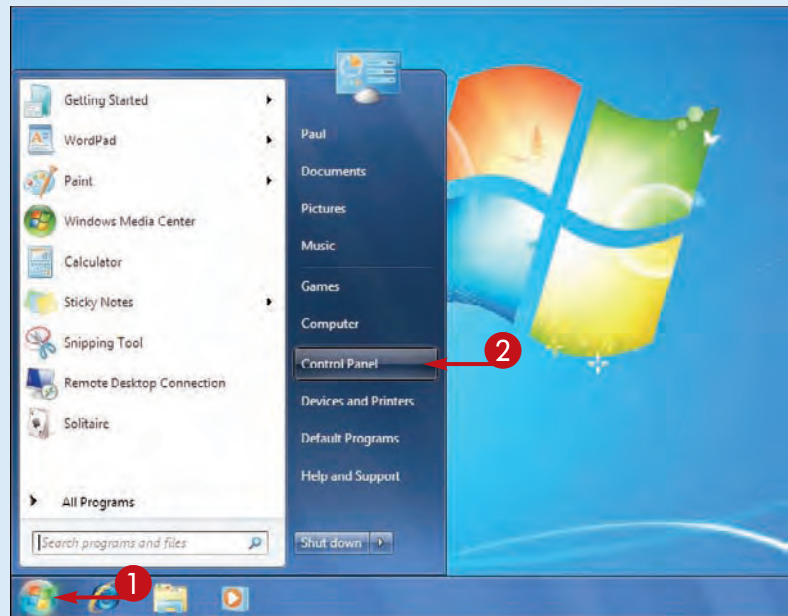 Getting Started
WordPad
Paint
Windows Media Center
Calculator
Sticky Notes
Snipping Tool
Remote Desktop Connection
Solitaire
All Programs
Search programs and files
Paul
Documents
Pictures
Music
Games
Computer
Control Panel
2
Devices and Printers
Default Programs
Help and Support
Shut down
1